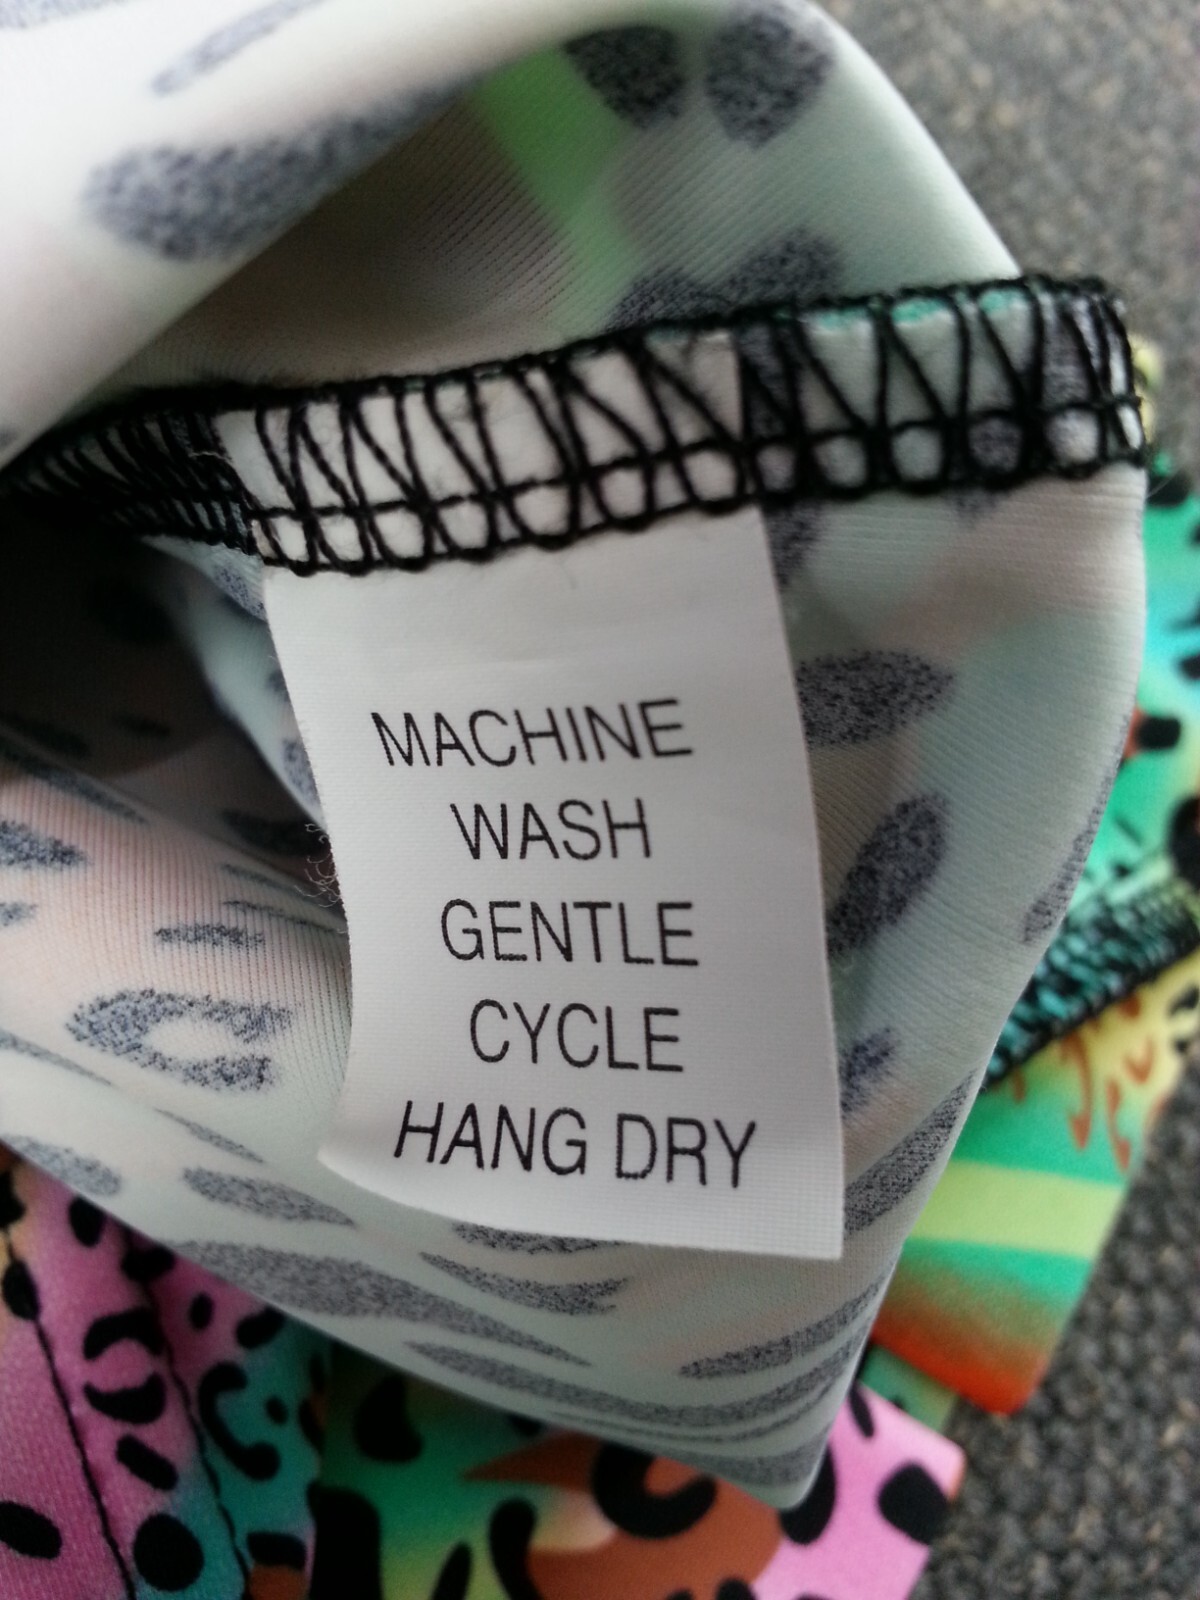 MACHINE
WASH
GENTLE
CYCLE
HANG DRY